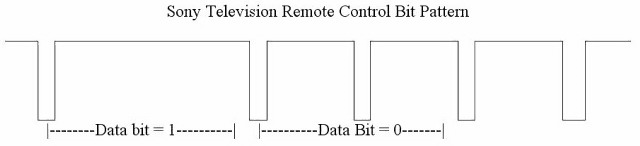 Sony Television Remote Control Bit Pattern
|--------Data bit = 1----------| |----------Data Bit = 0-------|